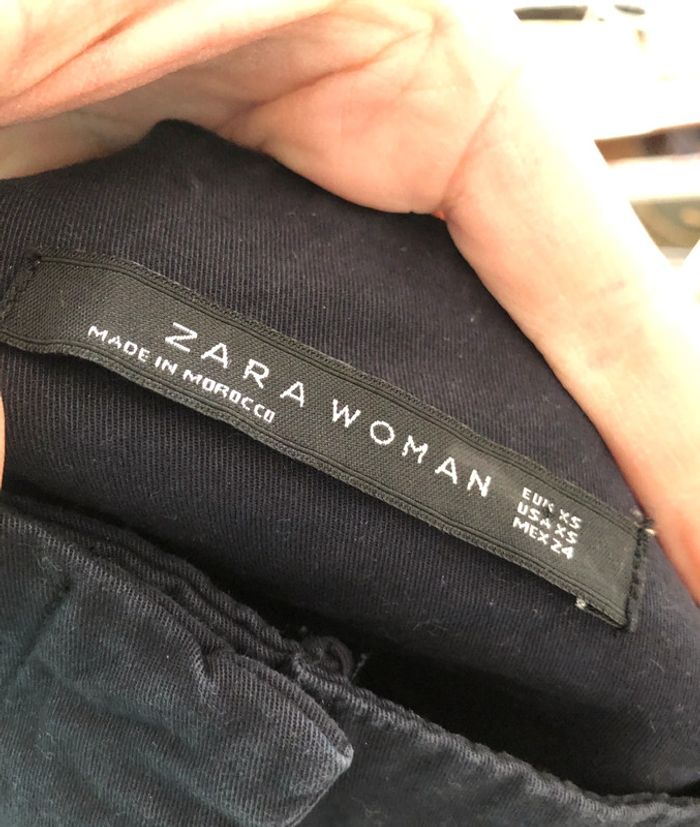 ZARA WOMAN
MADE IN MOROCCO
EUR XS
USA XS
MEX 24